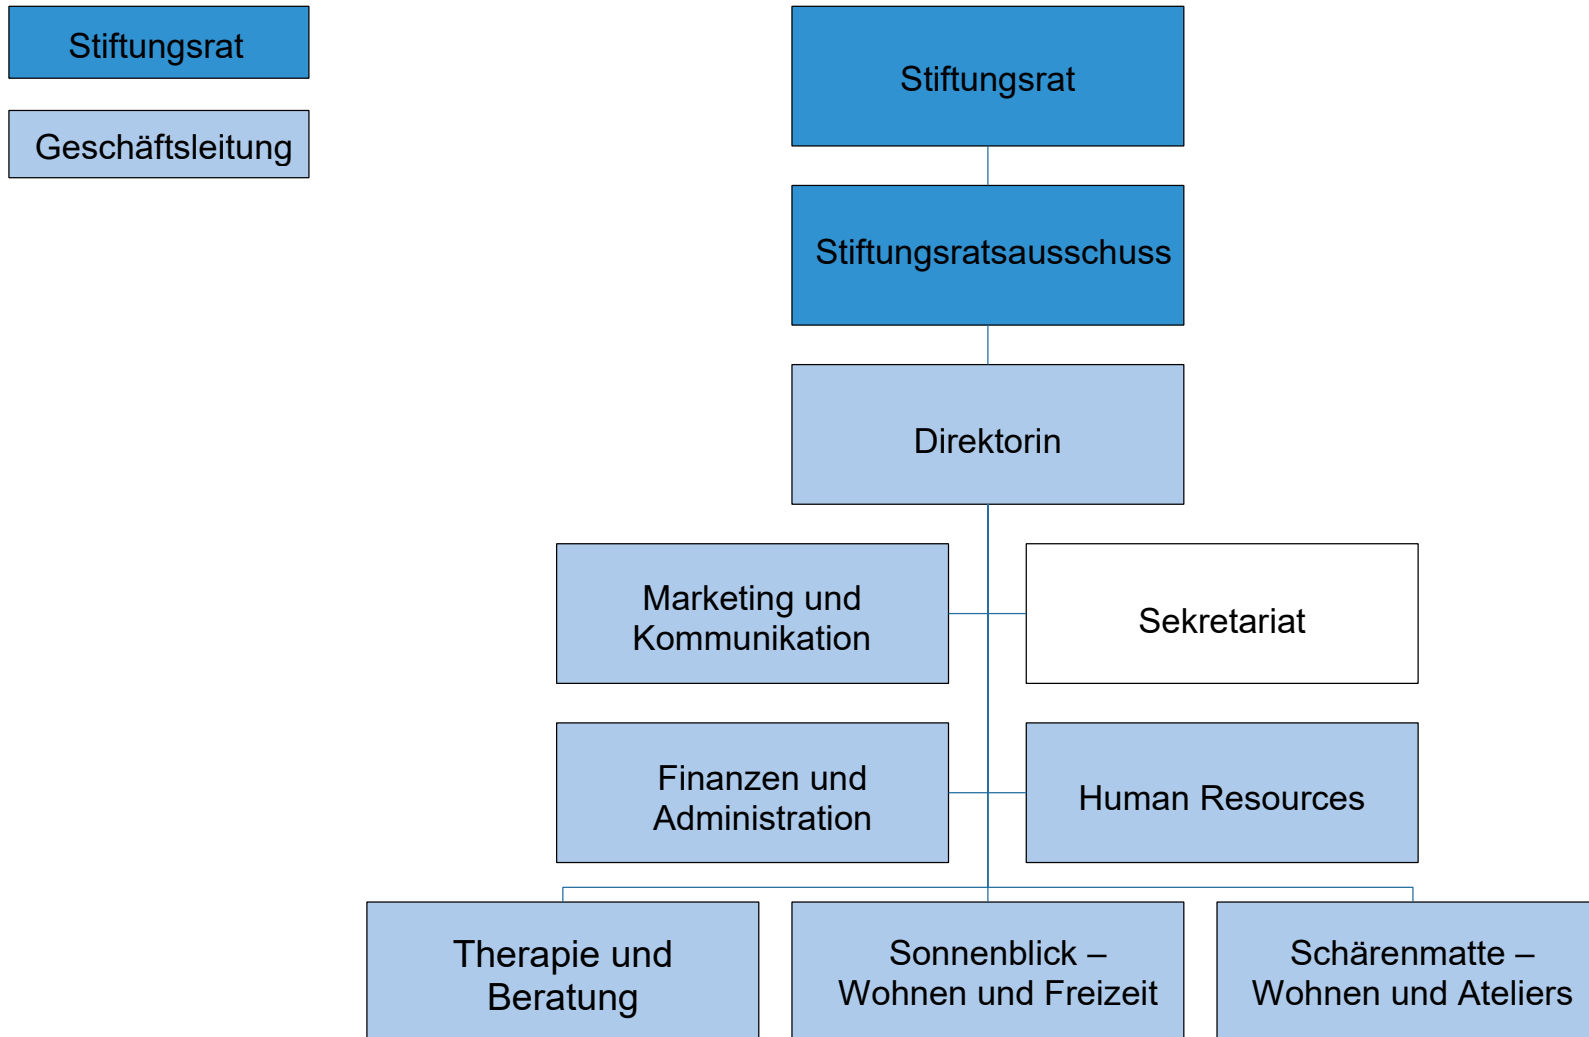 Stiftungsrat
Geschäftsleitung
Stiftungsrat
Stiftungsratsausschuss
Direktorin
Marketing und
Kommunikation
Sekretariat
Finanzen und
Administration
Human Resources
Therapie und
Beratung
Sonnenblick –
Wohnen und Freizeit
Schärenmatte –
Wohnen und Ateliers